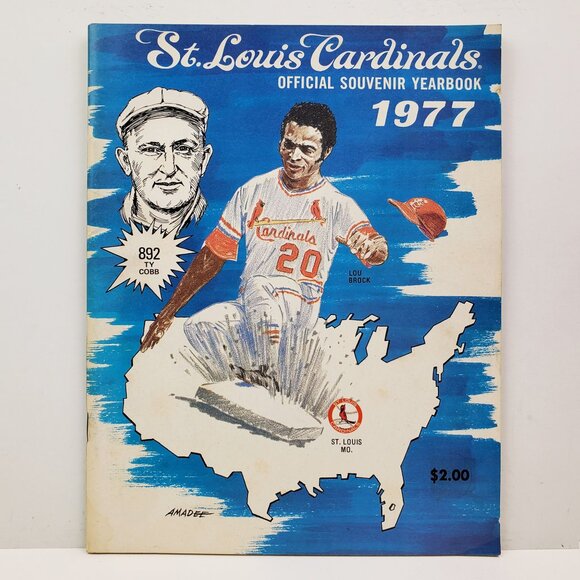 St. Louis Cardinals
OFFICIAL SOUVENIR YEARBOOK
1977
892
TY
COBB
Cardinals
20
LOU
BROCK
ST. LOUIS
MO.
$2.00
AMADEE